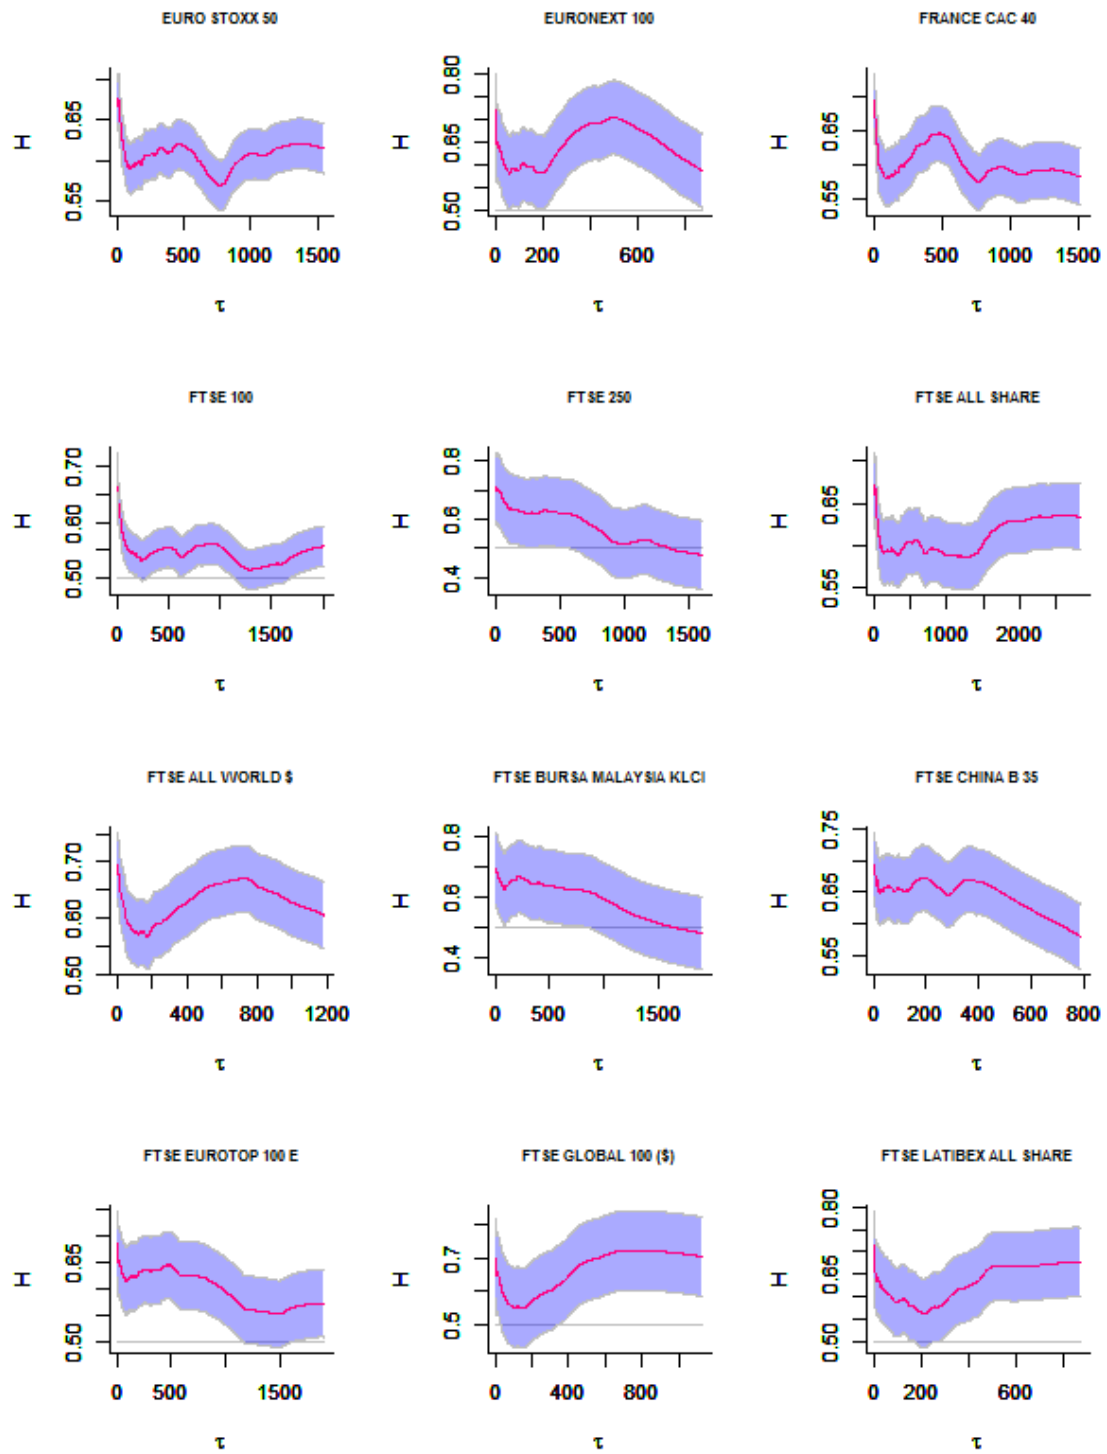 EURO STOXX 50 EURONEXT 100 FRANCE CAC 40
H 0.55 0.65 H 0.50 0.65 0.80 H 0.55 0.65
0 500 1000 1500 0 200 600 0 500 1000 1500
τ τ τ
FTSE 100 FTSE 250 FTSE ALL SHARE
H 0.50 0.60 0.70 H 0.4 0.6 0.8 H 0.55 0.65
0 500 1500 0 500 1000 1500 0 1000 2000
τ τ τ
FTSE ALL WORLD $ FTSE BURSA MALAYSIA KLCI FTSE CHINA B 35
H 0.50 0.60 0.70 H 0.4 0.6 0.8 H 0.55 0.65 0.75
0 400 800 1200 0 500 1500 0 200 400 600 800
τ τ τ
FTSE EUROTOP 100 E FTSE GLOBAL 100 ($) FTSE LATIBEX ALL SHARE
H 0.50 0.65 H 0.5 0.7 H 0.50 0.65 0.80
0 500 1500 0 400 800 0 200 600
τ τ τ